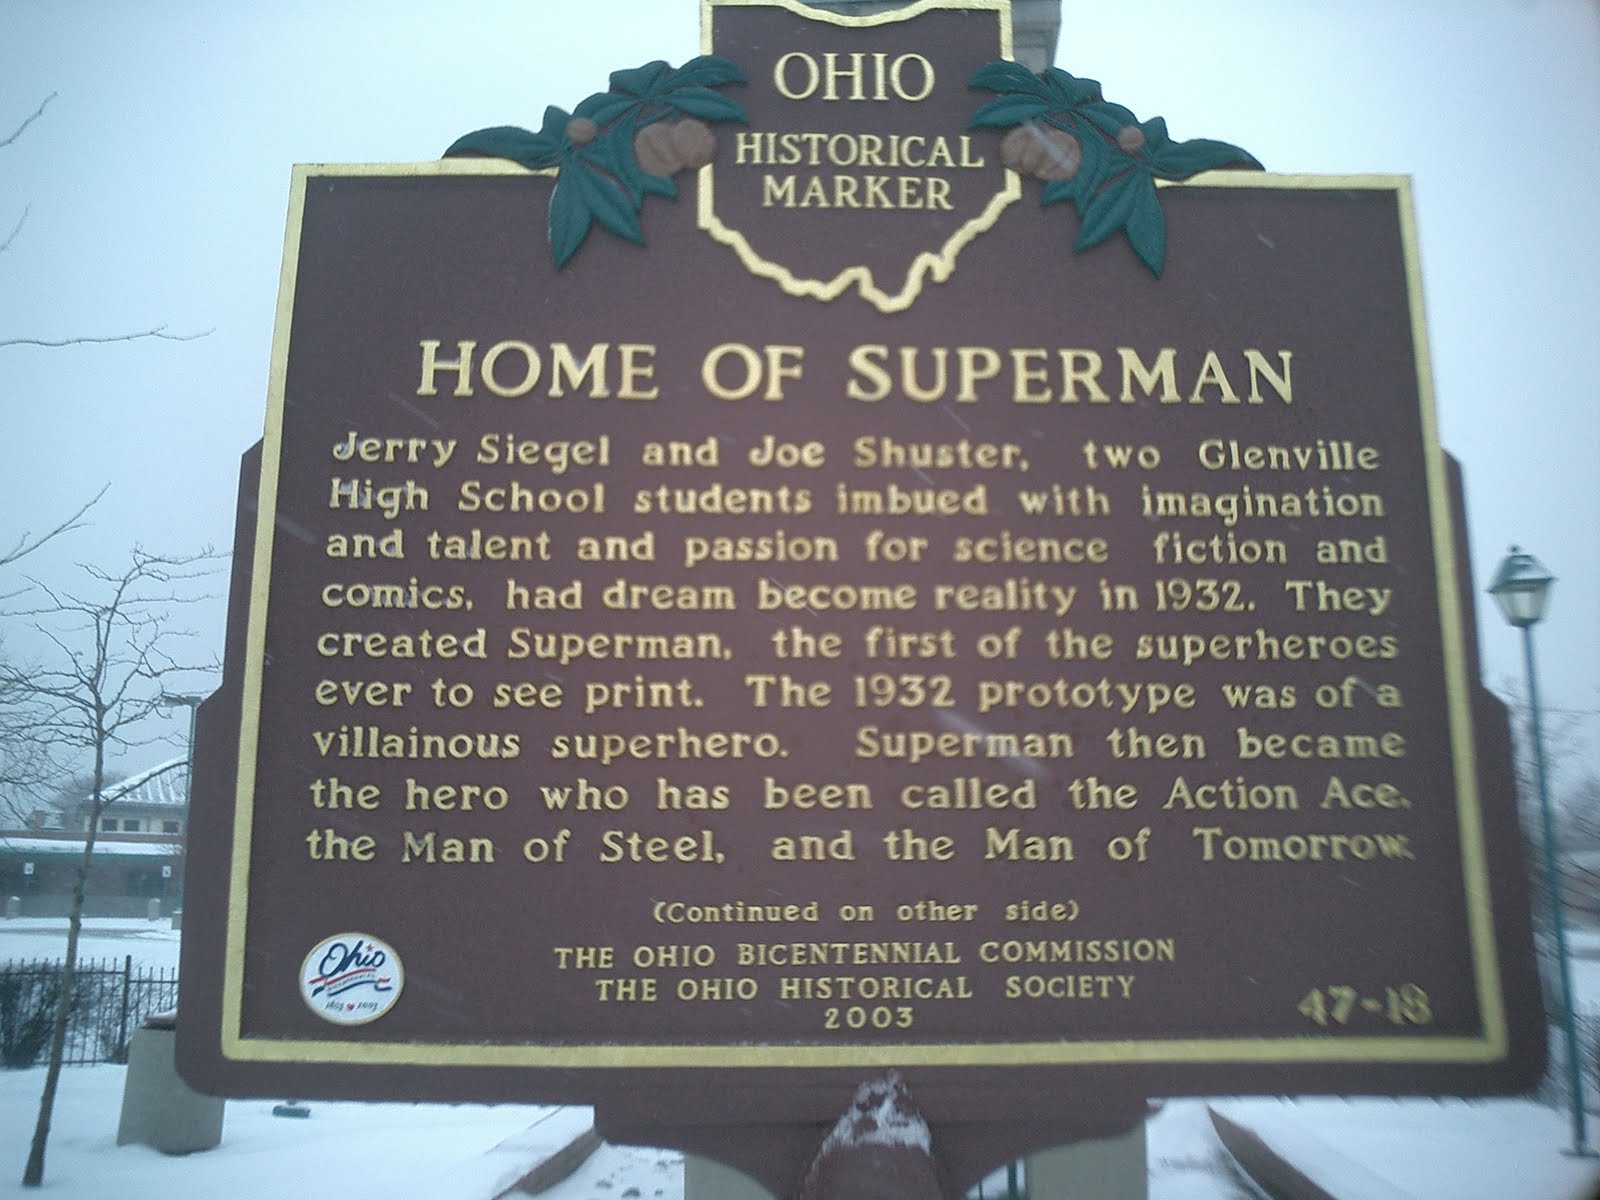 OHIO
HISTORICAL
MARKER
HOME OF SUPERMAN
Jerry Siegel and Joe Shuster, two Glenville
High School students imbued with imagination
and talent and passion for science fiction and
comics, had dream become reality in 1932. They
created Superman, the first of the superheroes
ever to see print. The 1932 prototype was of a
villainous superhero. Superman then became
the hero who has been called the Action Ace,
the Man of Steel, and the Man of Tomorrow.
(Continued on other side)
THE OHIO BICENTENNIAL COMMISSION
THE OHIO HISTORICAL SOCIETY
2003
47-18
Ohio
BICENTENNIAL
1803 2003